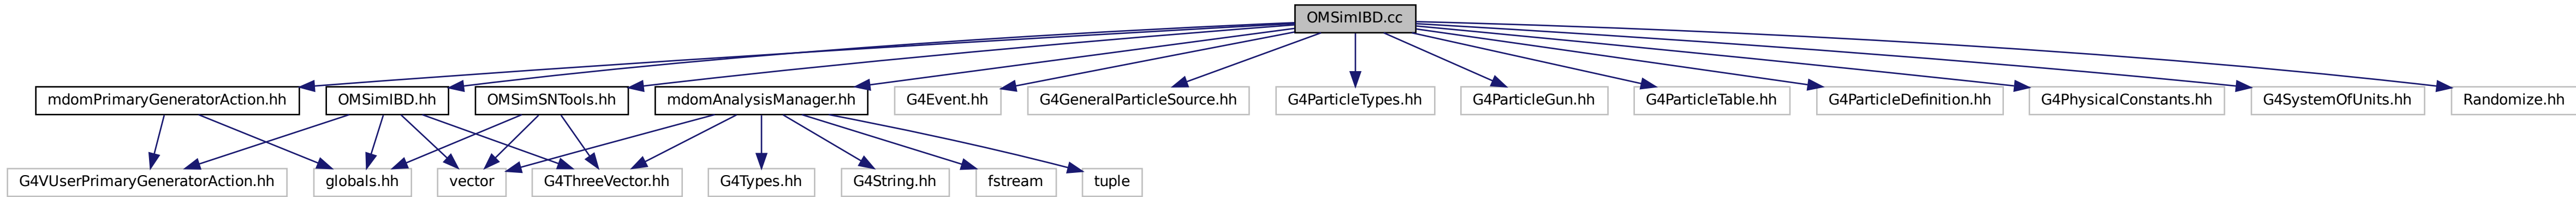 OMSimIBD.cc
mdomPrimaryGeneratorAction.hh
OMSimIBD.hh
OMSimSNTools.hh
mdomAnalysisManager.hh
G4Event.hh
G4GeneralParticleSource.hh
G4ParticleTypes.hh
G4ParticleGun.hh
G4ParticleTable.hh
G4ParticleDefinition.hh
G4PhysicalConstants.hh
G4SystemOfUnits.hh
Randomize.hh
G4VUserPrimaryGeneratorAction.hh
globals.hh
vector
G4ThreeVector.hh
G4Types.hh
G4String.hh
fstream
tuple